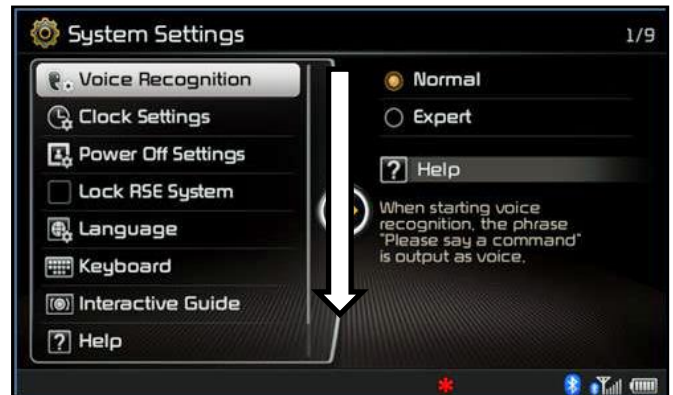 System Settings
1/9
Voice Recognition
Clock Settings
Power Off Settings
Lock RSE System
Language
Keyboard
Interactive Guide
? Help
Normal
Expert
? Help
When starting voice
recognition, the phrase
"Please say a command"
is output as voice.